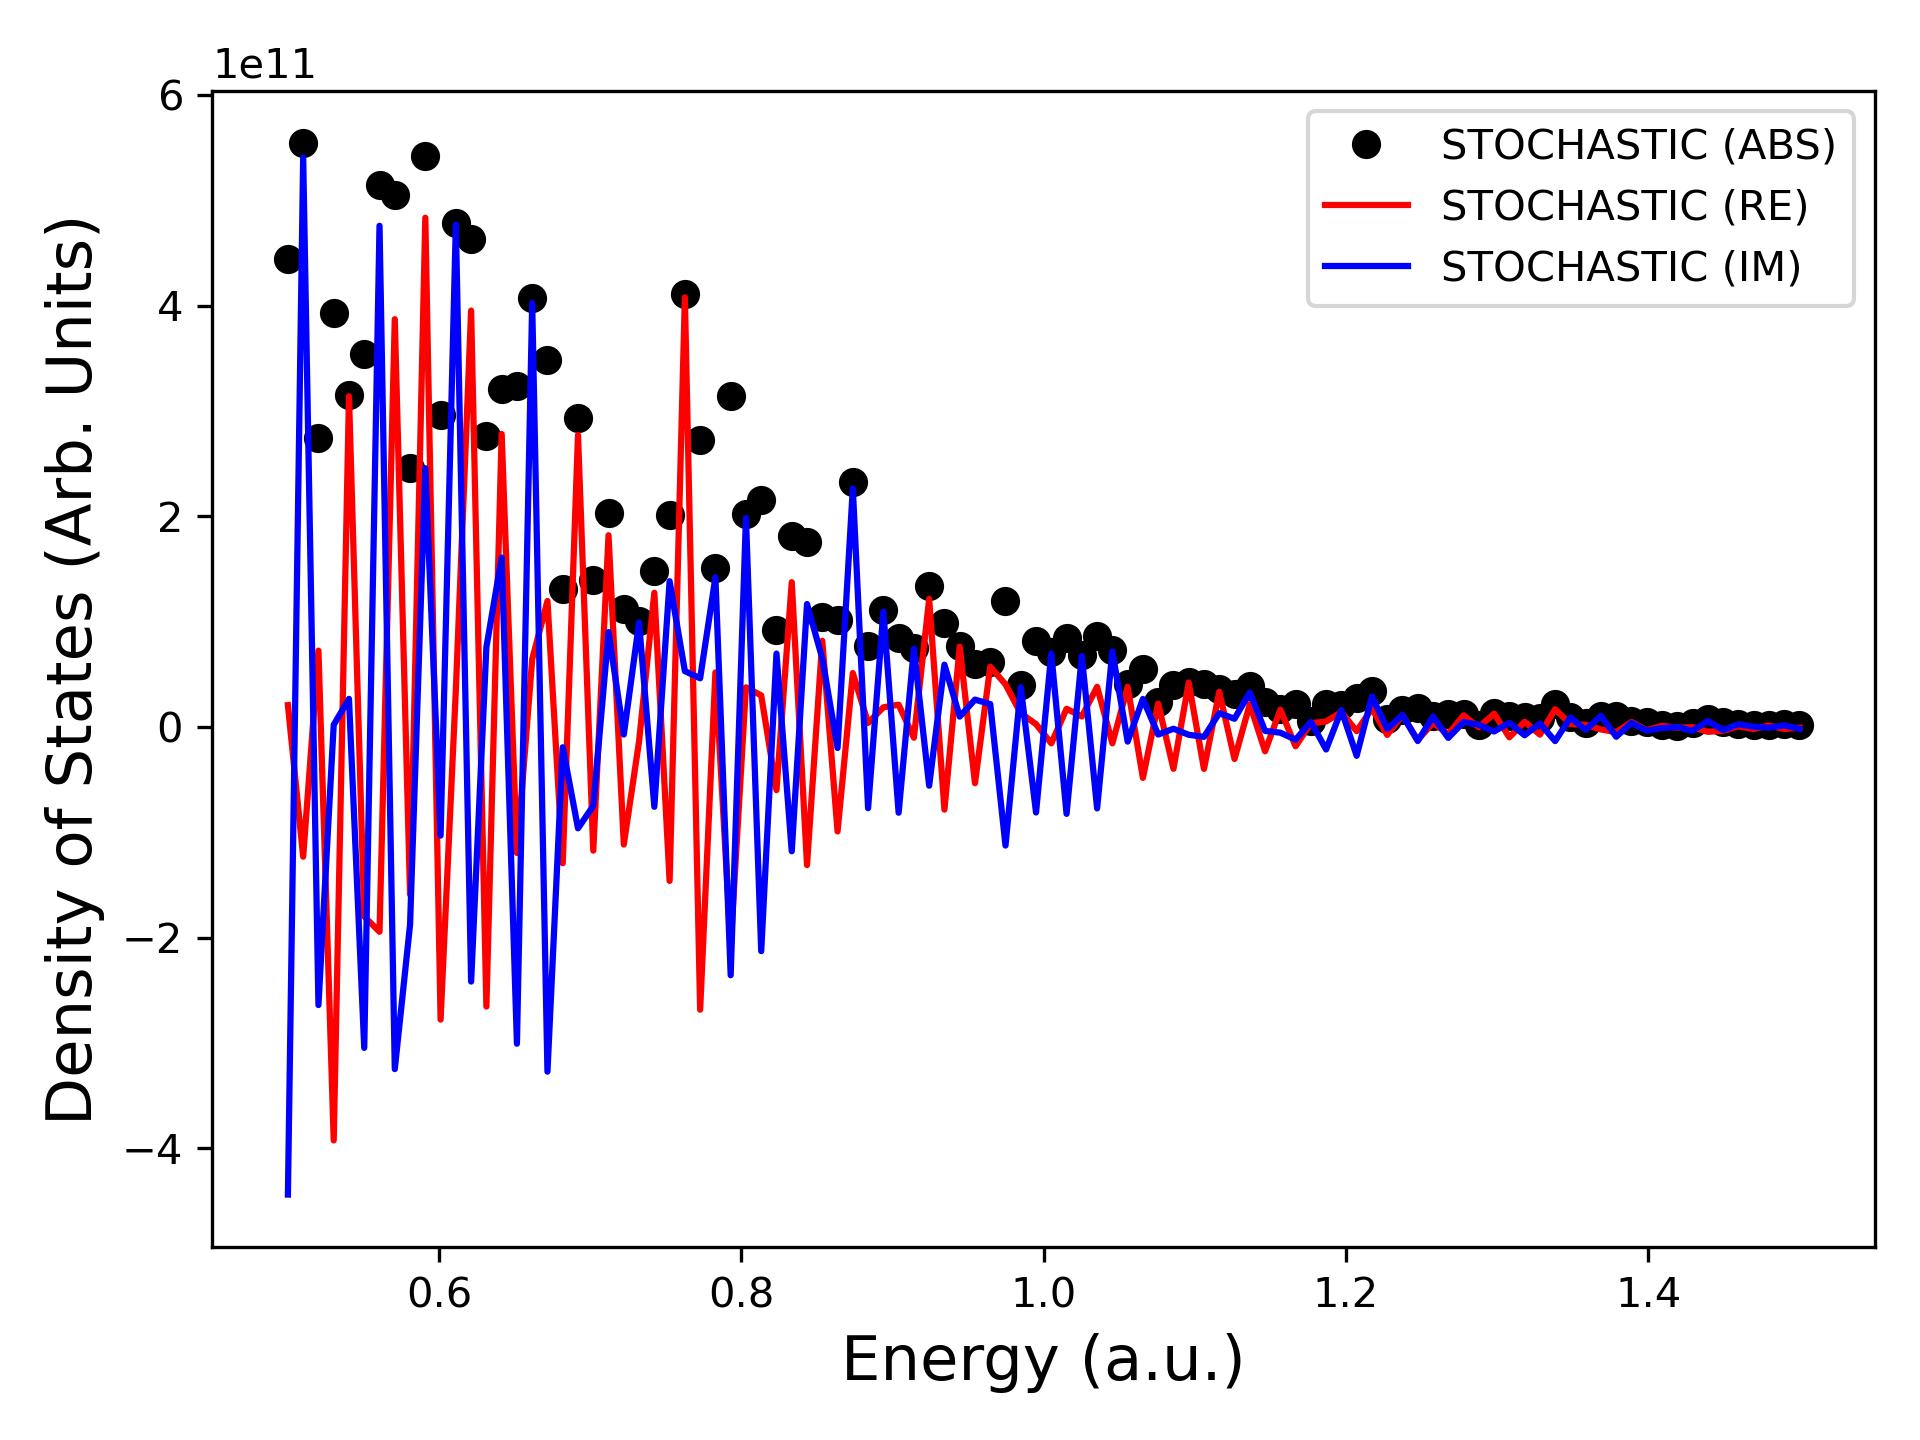 1e11
6
4
2
0
−2
−4
Density of States (Arb. Units)
STOCHASTIC (ABS)
STOCHASTIC (RE)
STOCHASTIC (IM)
0.6 0.8 1.0 1.2 1.4
Energy (a.u.)